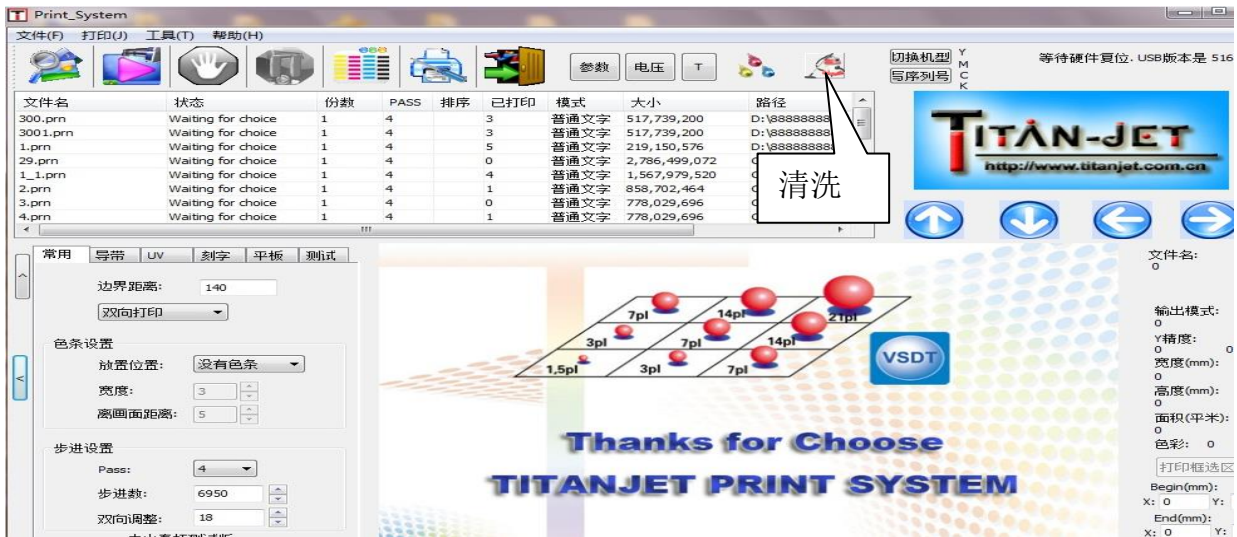 Print_System
文件(F) 打印(J) 工具(T) 帮助(H)
参数 电压 T
切换机型
写序列号
Y
M
C
K
等待硬件复位. USB版本是 516
文件名 状态 份数 PASS 排序 已打印 模式 大小 路径
300.prn Waiting for choice 1 4 3 普通文字 517,739,200 D:\88888888
3001.prn Waiting for choice 1 4 3 普通文字 517,739,200 D:\88888888
1.prn Waiting for choice 1 4 5 普通文字 219,150,576 D:\88888888
29.prn Waiting for choice 1 4 0 普通文字 2,786,499,072
1_1.prn Waiting for choice 1 4 4 普通文字 1,567,979,520
2.prn Waiting for choice 1 4 1 普通文字 858,702,464
3.prn Waiting for choice 1 4 0 普通文字 778,029,696
4.prn Waiting for choice 1 4 1 普通文字 778,029,696
清洗
TITAN-JET
http://www.titanjet.com.cn
常用 导带 UV 刻字 平板 测试
边界距离: 140
双向打印
色条设置
放置位置: 没有色条
宽度: 3
离画面距离: 5
步进设置
Pass: 4
步进数: 6950
双向调整: 18
7pl 14pl 21pl
3pl 7pl 14pl
1,5pl 3pl 7pl
VSDT
Thanks for Choose
TITANJET PRINT SYSTEM
文件名:
0
输出模式:
0
Y精度:
0 0
宽度(mm):
0
高度(mm):
0
面积(平米):
0
色彩: 0
打印框选区
Begin(mm):
X: 0 Y:
End(mm):
X: 0 Y: